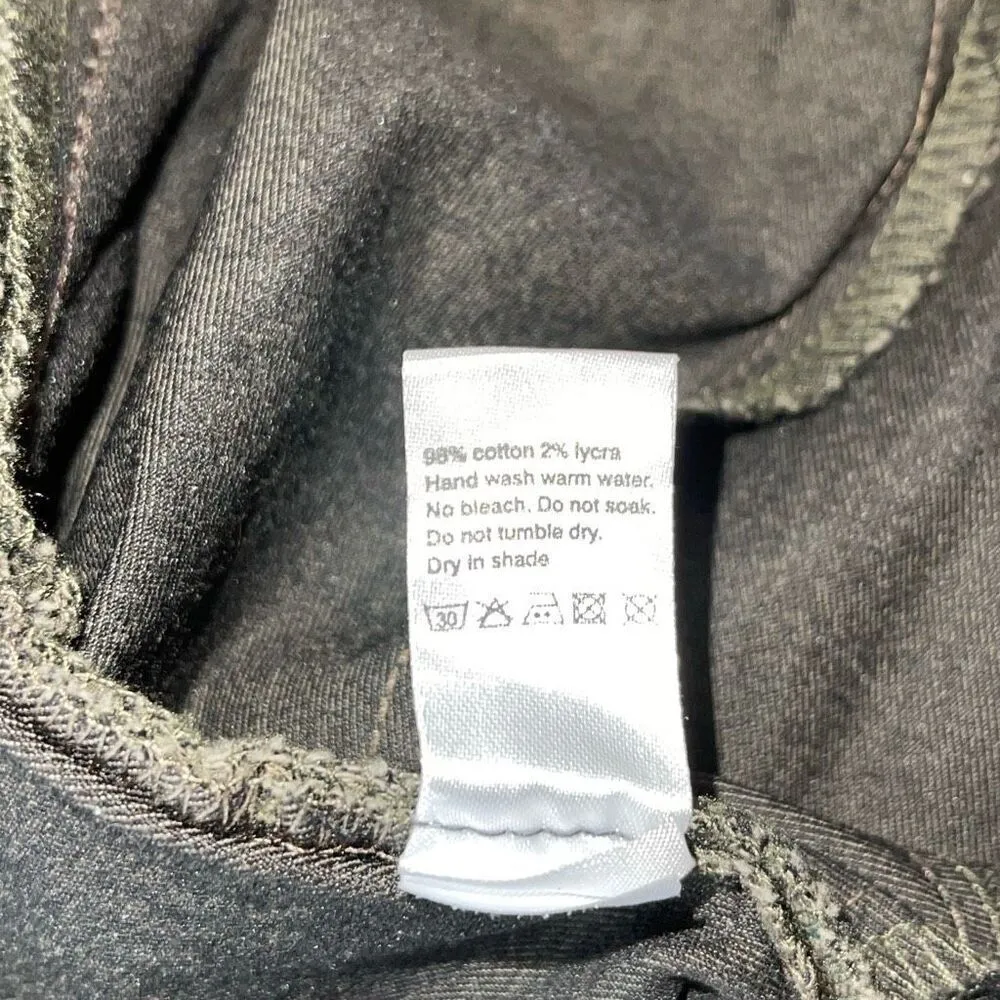 98% cotton 2% lycra
Hand wash warm water.
No bleach. Do not soak.
Do not tumble dry.
Dry in shade
30